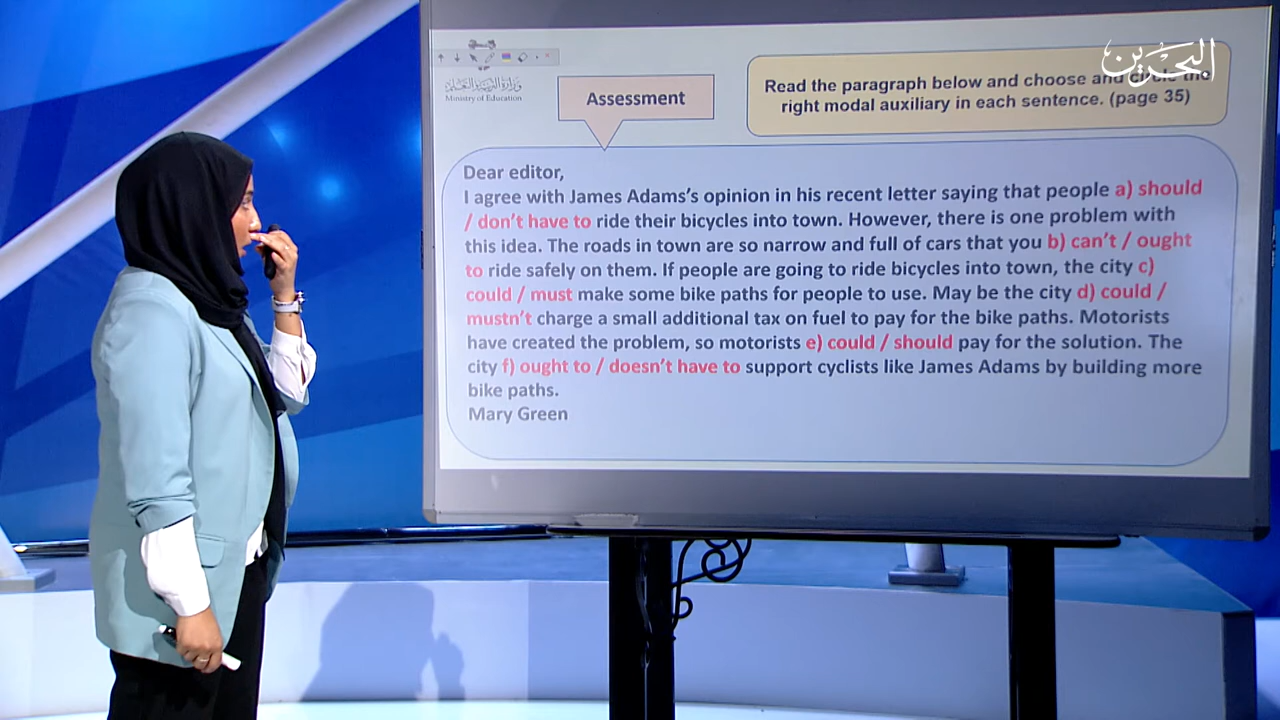 البحرين
وزارة التربية والتعليم
Ministry of Education
Assessment
Read the paragraph below and choose and circle the
right modal auxiliary in each sentence. (page 35)
Dear editor,
I agree with James Adams's opinion in his recent letter saying that people a) should
/ don't have to ride their bicycles into town. However, there is one problem with
this idea. The roads in town are so narrow and full of cars that you b) can't / ought
to ride safely on them. If people are going to ride bicycles into town, the city c)
could / must make some bike paths for people to use. May be the city d) could /
mustn't charge a small additional tax on fuel to pay for the bike paths. Motorists
have created the problem, so motorists e) could / should pay for the solution. The
city f) ought to / doesn't have to support cyclists like James Adams by building more
bike paths.
Mary Green